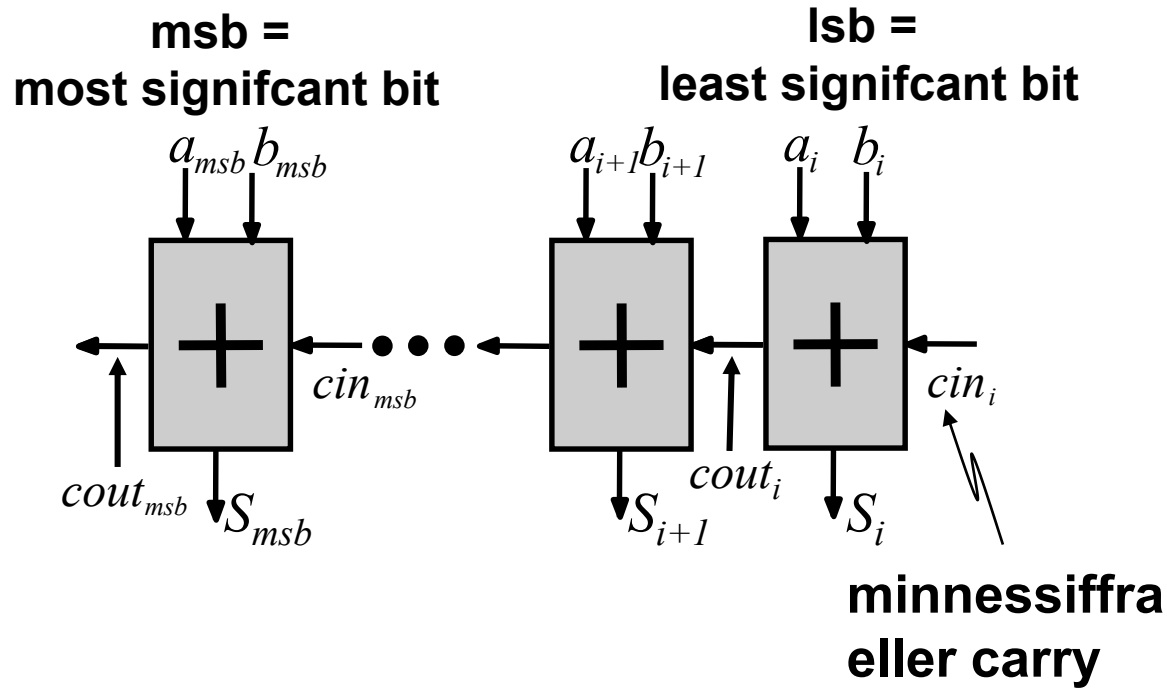 msb =
most signifcant bit
lsb =
least signifcant bit
a_msb b_msb
a_i+1 b_i+1
a_i b_i
+ + +
cin_msb
cin_i
cout_msb
cout_i
S_msb
S_i+1
S_i
minnessiffra
eller carry